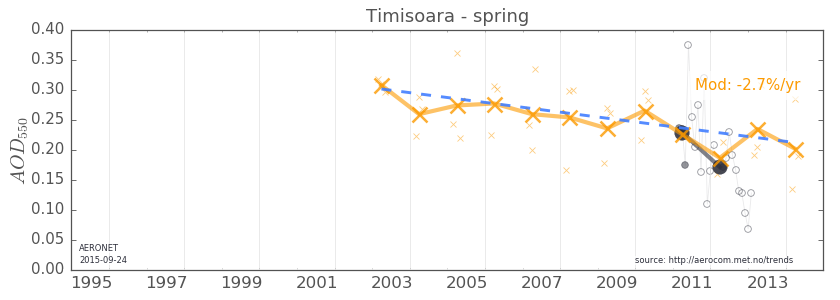 Timisoara - spring
0.40
0.35
0.30
0.25
0.20
0.15
0.10
0.05
0.00
AOD550
Mod: -2.7%/yr
AERONET
2015-09-24
source: http://aerocom.met.no/trends
1995 1997 1999 2001 2003 2005 2007 2009 2011 2013